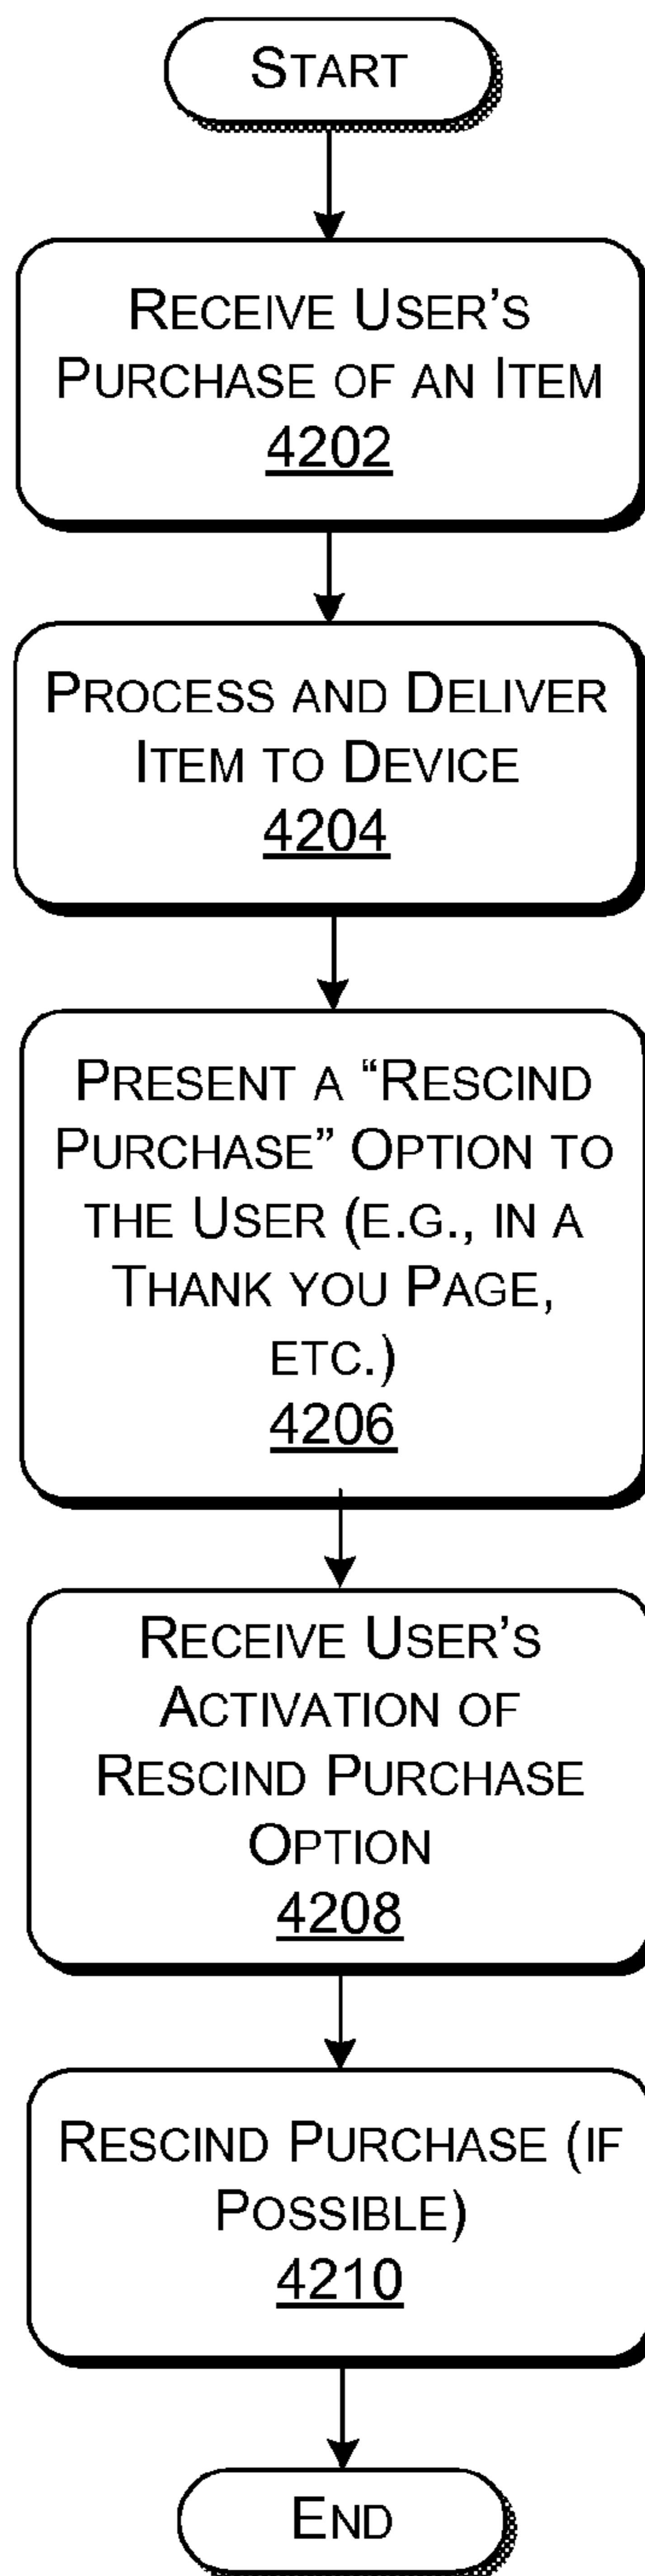 START
RECEIVE USER'S
PURCHASE OF AN ITEM
4202
PROCESS AND DELIVER
ITEM TO DEVICE
4204
PRESENT A “RESCIND
PURCHASE” OPTION TO
THE USER (E.G., IN A
THANK YOU PAGE,
ETC.)
4206
RECEIVE USER'S
ACTIVATION OF
RESCIND PURCHASE
OPTION
4208
RESCIND PURCHASE (IF
POSSIBLE)
4210
END